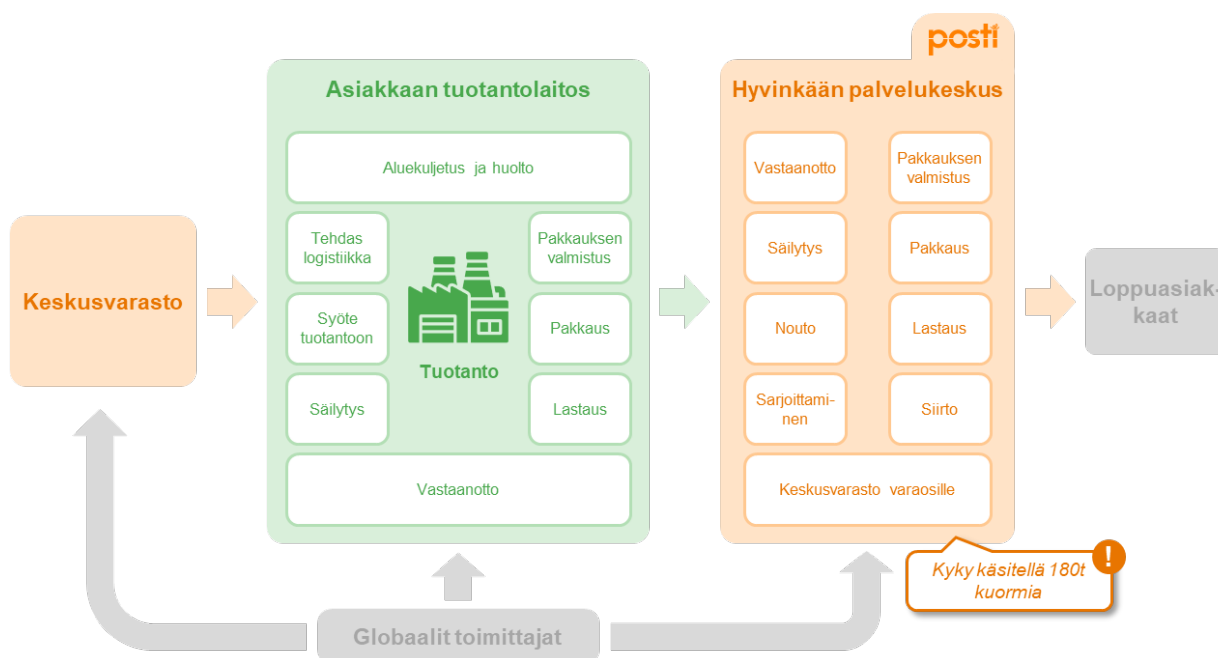 posti
Asiakkaan tuotantolaitos
Hyvinkään palvelukeskus
Aluekuljetus ja huolto
Vastaanotto
Pakkauksen
valmistus
Tehdas
logistiikka
Pakkauksen
valmistus
Säilytys
Pakkaus
Keskusvarasto
Loppuasiak-
kaat
Syöte
tuotantoon
Pakkaus
Nouto
Lastaus
Tuotanto
Säilytys
Lastaus
Sarjoittami-
nen
Siirto
Vastaanotto
Keskusvarasto varaosille
!
Kyky käsitellä 180t
kuormia
Globaalit toimittajat